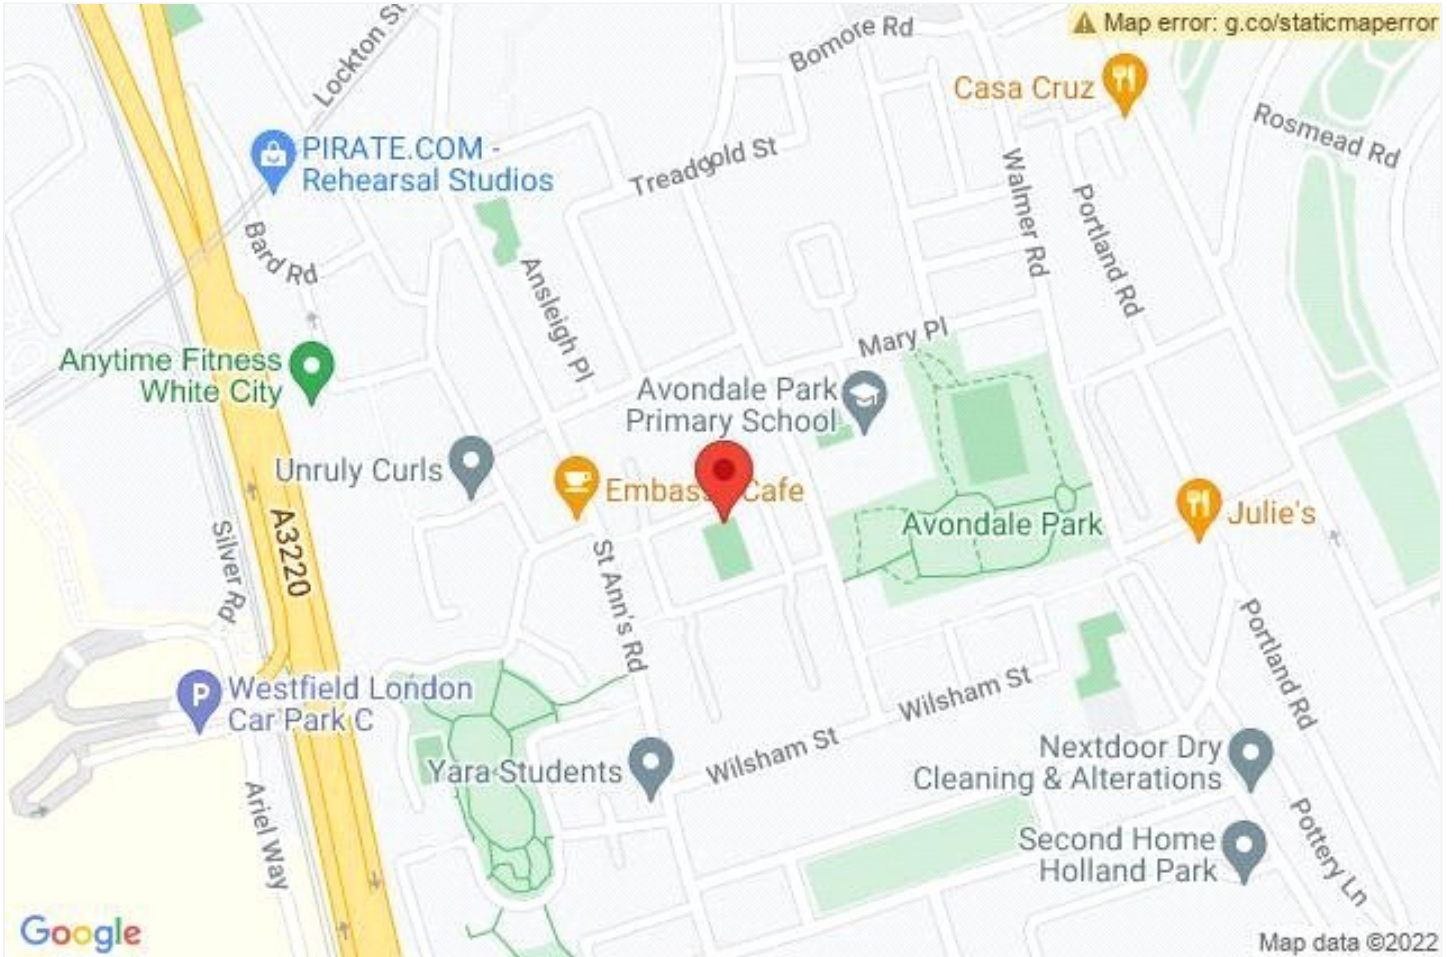 Lockton St
Bomore Rd
⚠ Map error: g.co/staticmaperror
Casa Cruz
Rosmead Rd
PIRATE.COM -
Rehearsal Studios
Treadgold St
Walmer Rd
Portland Rd
Bard Rd
Ansleigh Pl
Mary Pl
Anytime Fitness
White City
Avondale Park
Primary School
Unruly Curls
Embass Cafe
Julie's
Avondale Park
A3220
Silver Rd
St Ann's Rd
Portland Rd
P
Westfield London
Car Park C
Wilsham St
Wilsham St
Yara Students
Nextdoor Dry
Cleaning & Alterations
Ariel Way
Second Home
Holland Park
Pottery Ln
Google
Map data ©2022